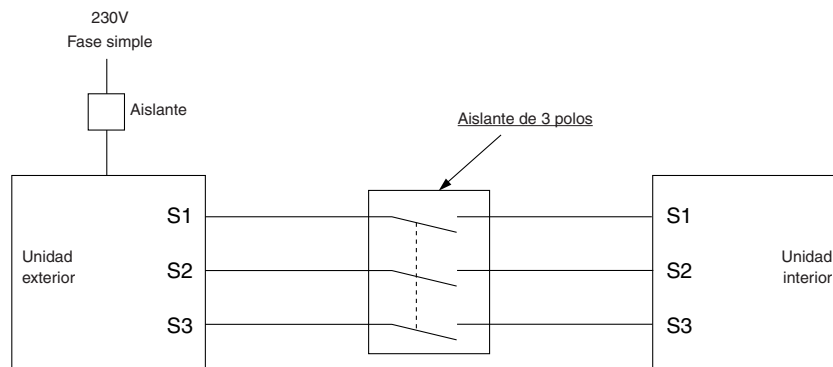 230V
Fase simple
Aislante
Aislante de 3 polos
S1
S1
Unidad
exterior
S2
S2
Unidad
interior
S3
S3